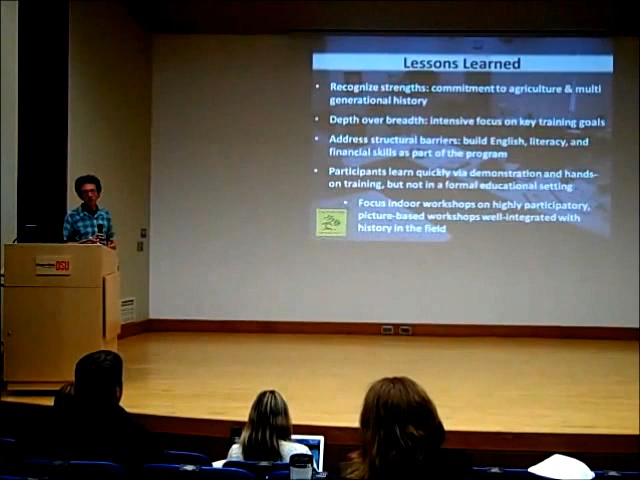 Lessons Learned
• Recognize strengths: commitment to agriculture & multi
generational history
• Depth over breadth: intensive focus on key training goals
• Address structural barriers: build English, literacy, and
financial skills as part of the program
• Participants learn quickly via demonstration and hands-
on training, but not in a formal educational setting
• Focus indoor workshops on highly participatory,
picture-based workshops well-integrated with
history in the field
OSU